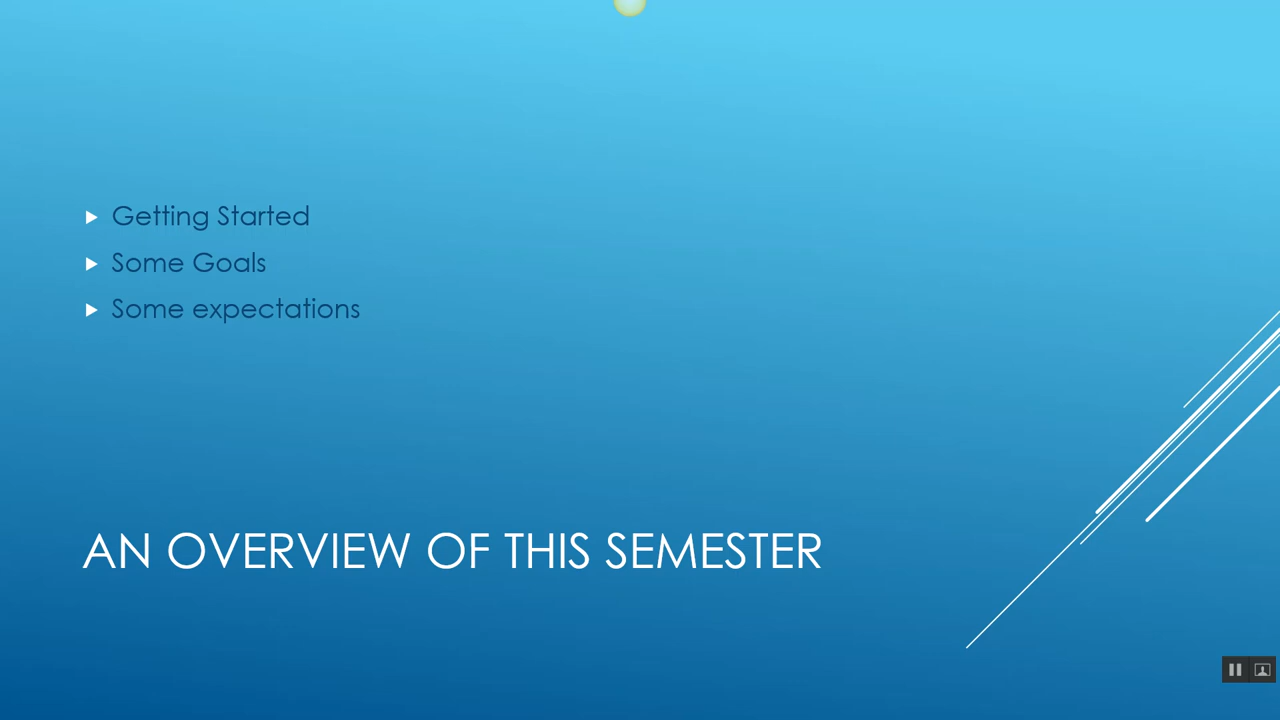 Getting Started
Some Goals
Some expectations
AN OVERVIEW OF THIS SEMESTER